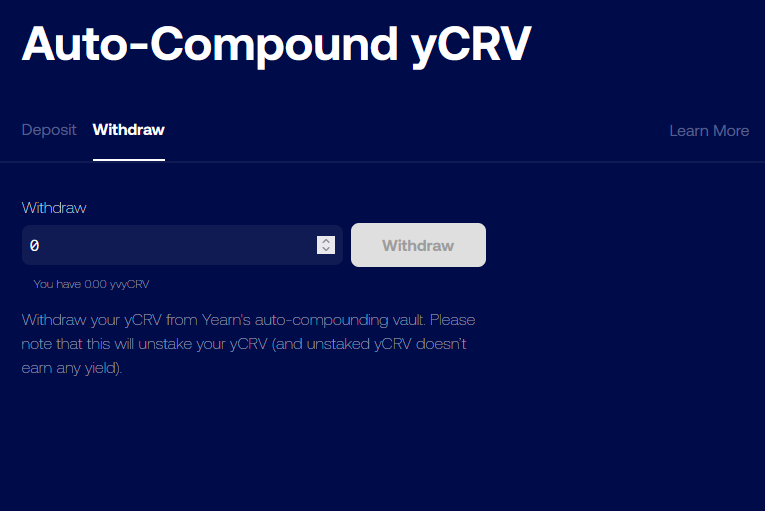 Auto-Compound yCRV
Deposit Withdraw Learn More
Withdraw
0 Withdraw
You have 0.00 yvyCRV
Withdraw your yCRV from Yearn's auto-compounding vault. Please
note that this will unstake your yCRV (and unstaked yCRV doesn't
earn any yield).